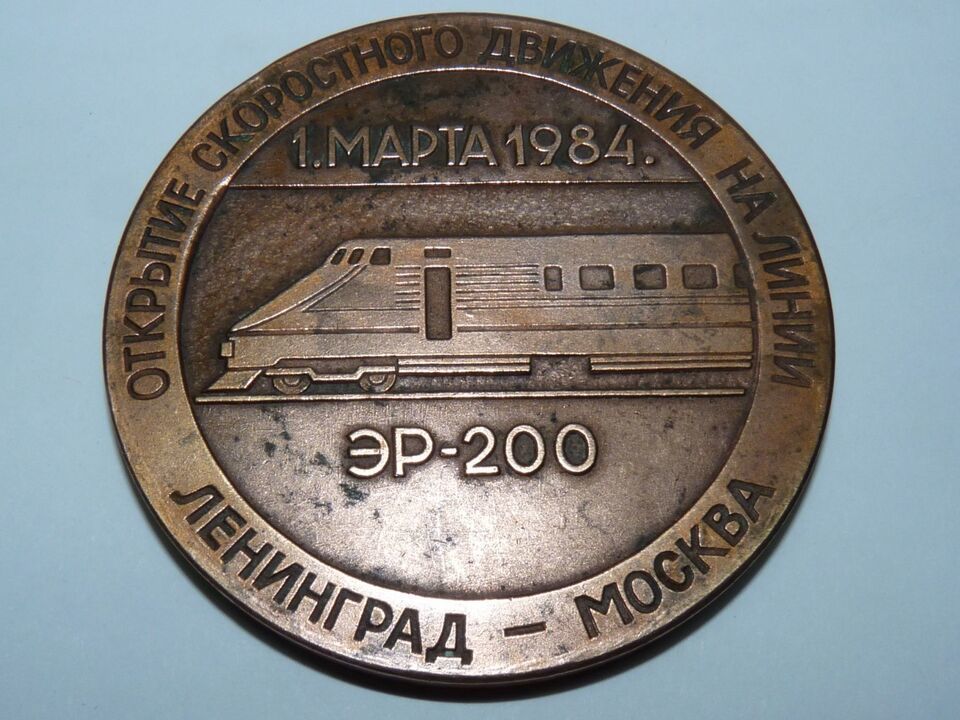 ОТКРЫТИЕ СКОРОСТНОГО ДВИЖЕНИЯ НА ЛИНИИ
1. МАРТА 1984.
ЭР-200
ЛЕНИНГРАД – МОСКВА